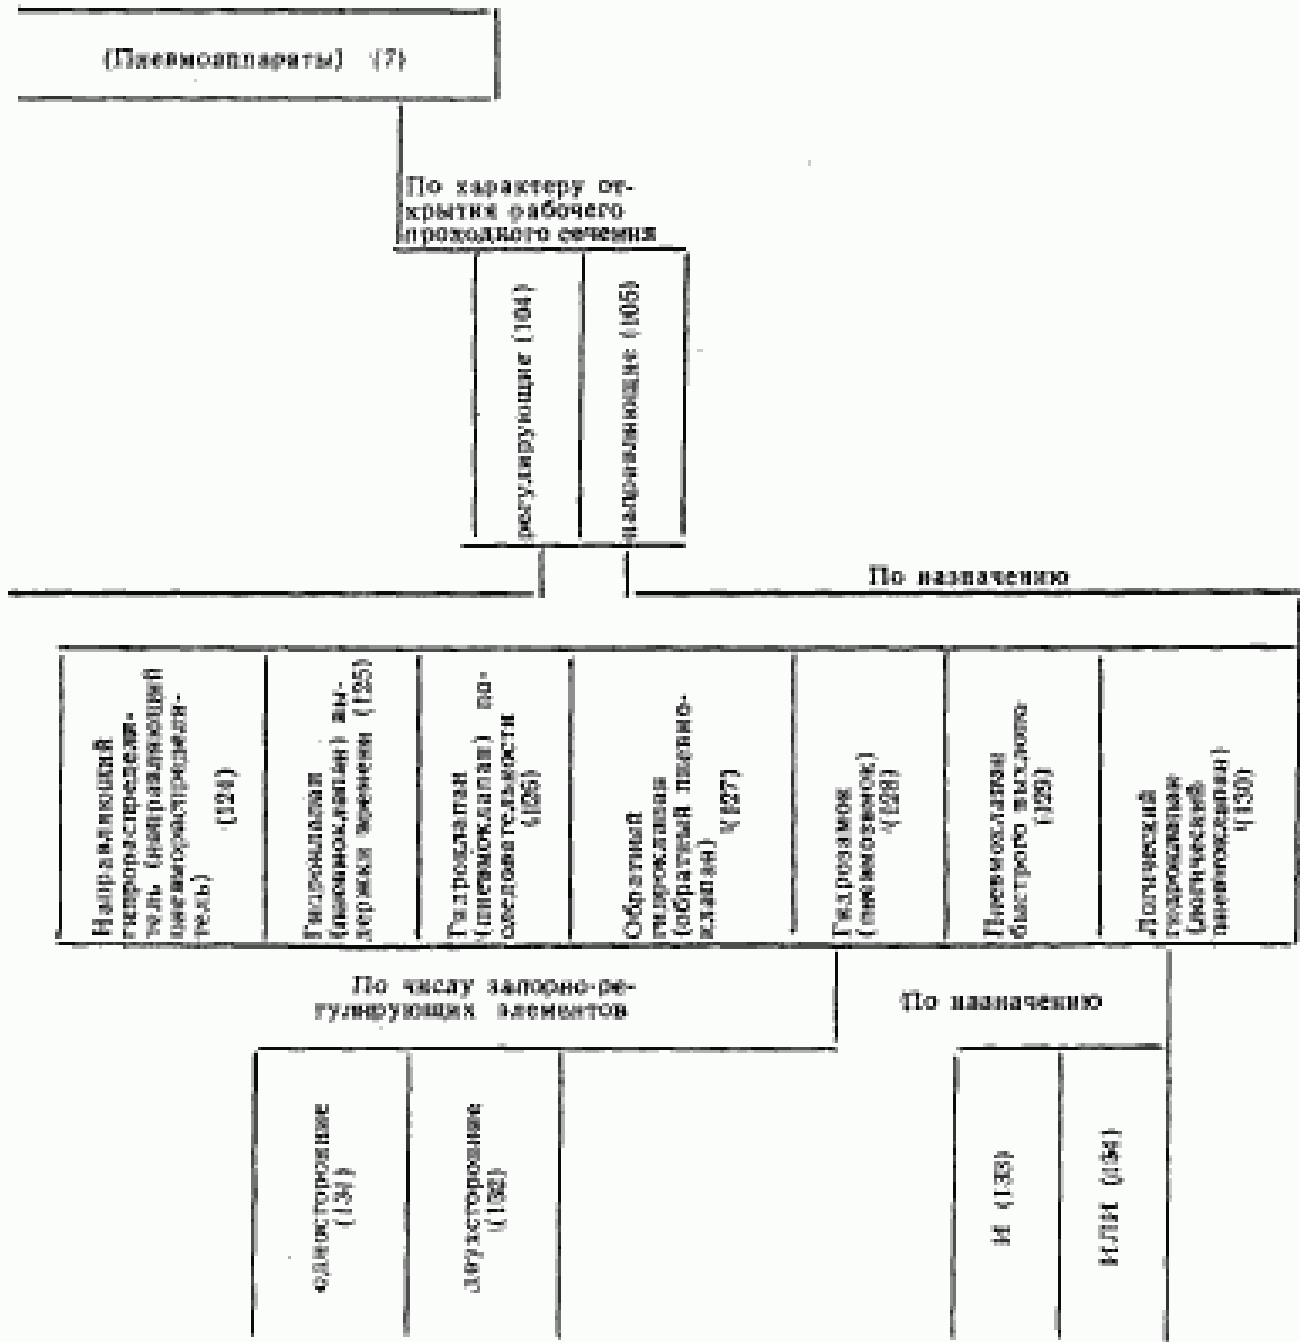 (Пневмоаппараты) (7)
По характеру от-
крытия рабочего
проходного сечения
регулирующие (104)
направляющие (105)
По назначению
Направляющий
гидрораспредели-
тель (направляющий
пневмораспредели-
тель)
(124)
Гидроклапан
(пневмоклапан) вы-
держки времени (125)
Гидроклапан
(пневмоклапан) по-
следовательности
(126)
Обратный
гидроклапан
(обратный пневмо-
клапан)
(127)
Гидрозамок
(пневмозамок)
(128)
Пневмоклапан
быстрого выхлопа
(129)
Логический
гидроклапан
(логический
пневмоклапан)
(130)
По числу запорно-ре-
гулирующих элементов
По назначению
односторонние
(131)
двухсторонние
(132)
И (133)
ИЛИ (134)